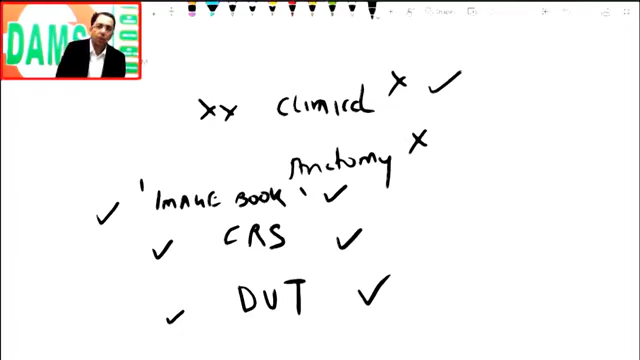 DAMS
xx Clinical x ✓
Anatomy x
✓ 'IMAGE BOOK' ✓
✓ CRS ✓
✓ DVT ✓